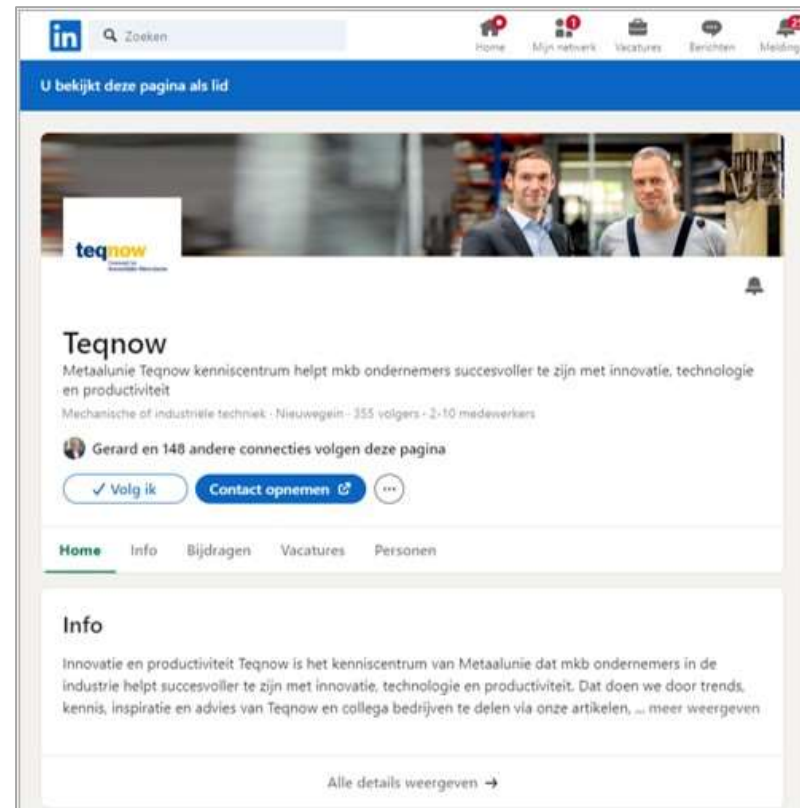 in
Zoeken
Home
1
Mijn netwerk
Vacatures
Berichten
Melding
U bekijkt deze pagina als lid
teqnow
Teqnow
Metaalunie Teqnow kenniscentrum helpt mkb ondernemers succesvoller te zijn met innovatie, technologie
en productiviteit
Mechanische of industriële techniek · Nieuwegein · 355 volgers · 2-10 medewerkers
Gerard en 148 andere connecties volgen deze pagina
✓ Volg ik
Contact opnemen
Home
Info
Bijdragen
Vacatures
Personen
Info
Innovatie en productiviteit Teqnow is het kenniscentrum van Metaalunie dat mkb ondernemers in de
industrie helpt succesvoller te zijn met innovatie, technologie en productiviteit. Dat doen we door trends,
kennis, inspiratie en advies van Teqnow en collega bedrijven te delen via onze artikelen, ... meer weergeven
Alle details weergeven →